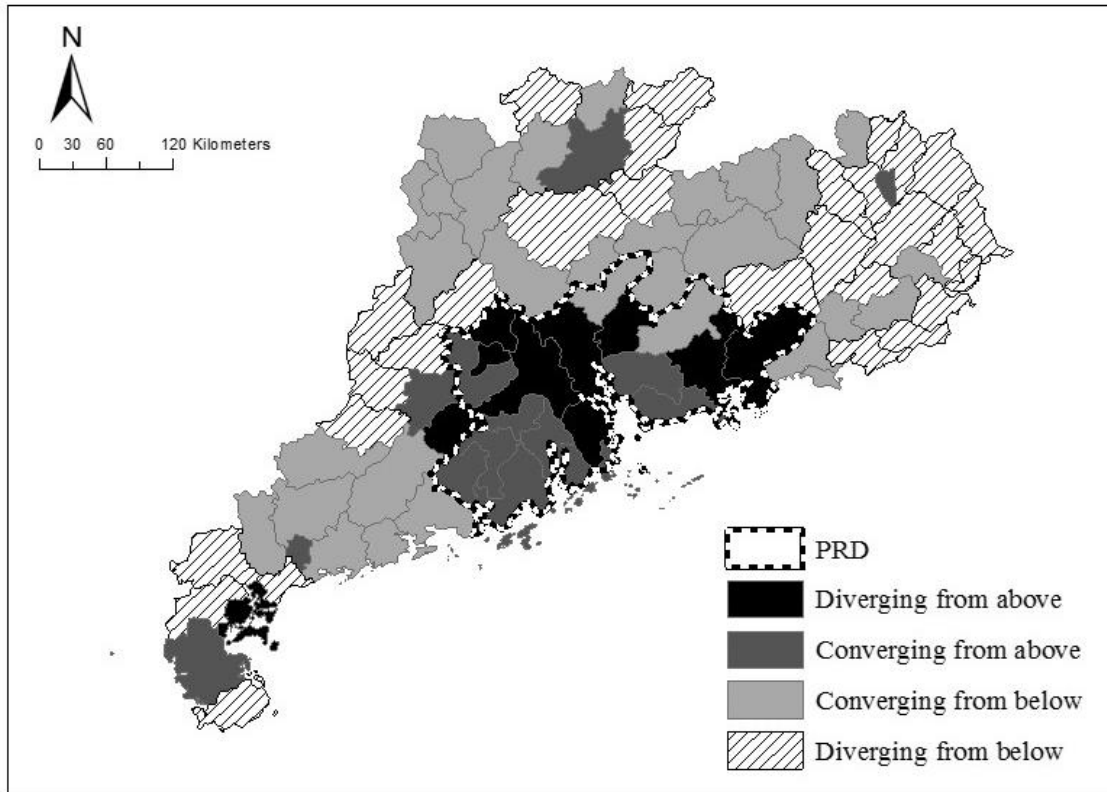 N
0 30 60 120 Kilometers
PRD
Diverging from above
Converging from above
Converging from below
Diverging from below